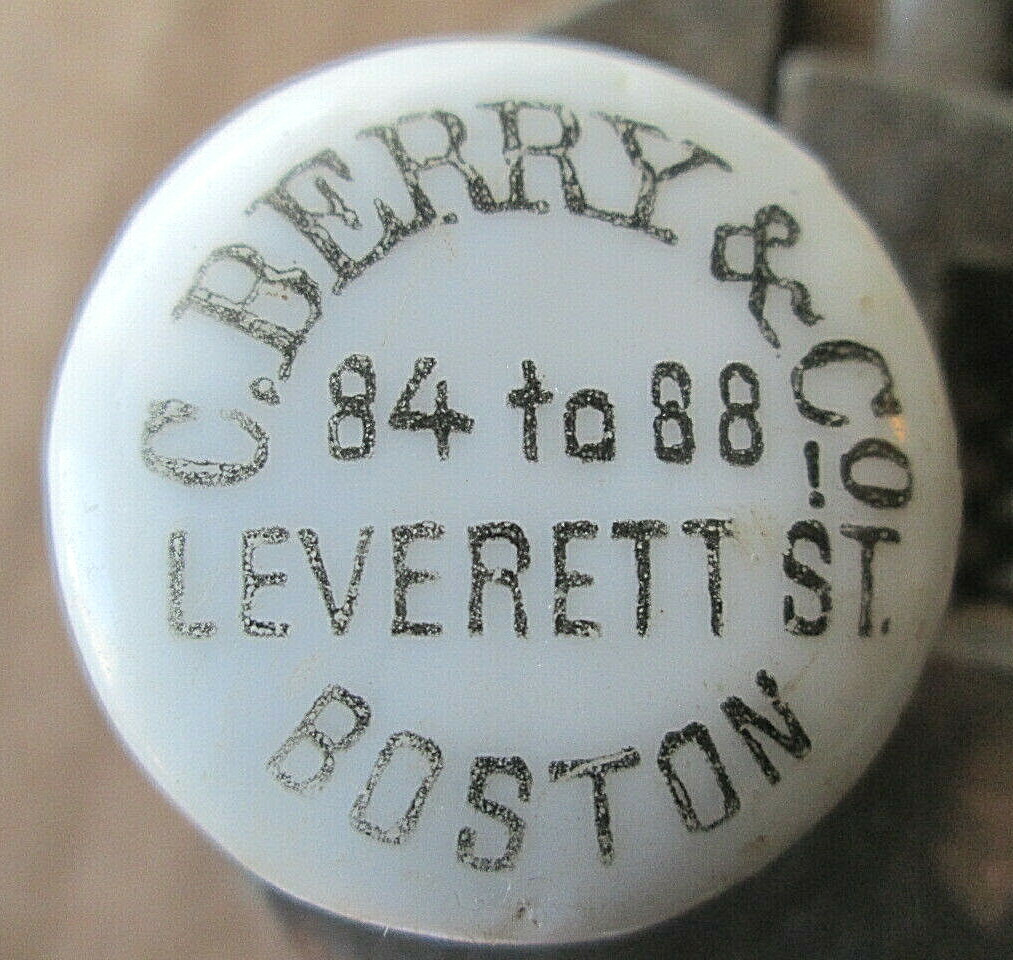 C. BERRY & Co
84 to 88
LEVERETT ST.
BOSTON